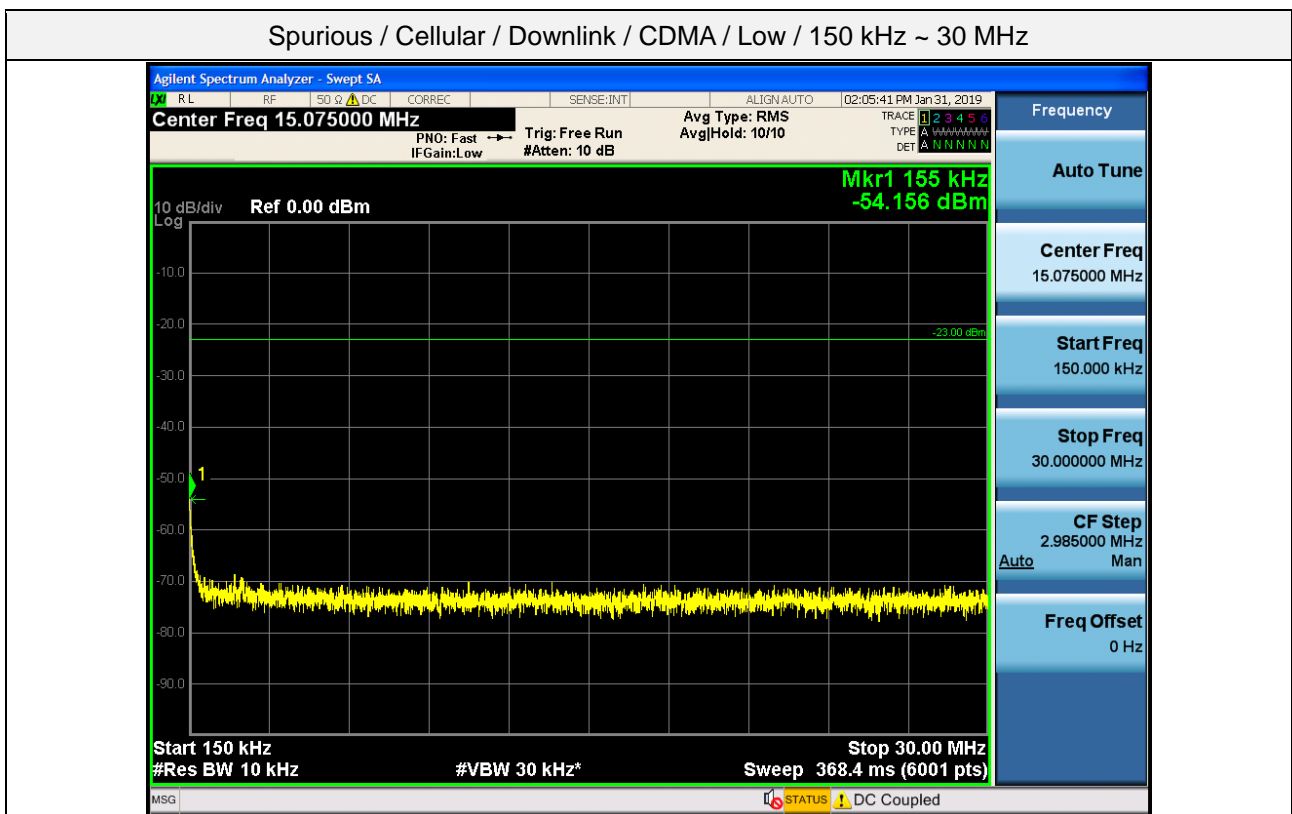 Spurious / Cellular / Downlink / CDMA / Low / 150 kHz ~ 30 MHz
Agilent Spectrum Analyzer - Swept SA
LXI RL RF 50 Ω DC CORREC SENSE:INT ALIGN AUTO 02:05:41 PM Jan 31, 2019
Center Freq 15.075000 MHz
PNO: Fast
IFGain:Low
Trig: Free Run
#Atten: 10 dB
Avg Type: RMS
Avg|Hold: 10/10
TRACE 1 2 3 4 5 6
TYPE A WWWWW
DET A N N N N N
Mkr1 155 kHz
-54.156 dBm
10 dB/div Ref 0.00 dBm
Log
-10.0
-20.0
-23.00 dBm
-30.0
-40.0
-50.0
1
-60.0
-70.0
-80.0
-90.0
Start 150 kHz Stop 30.00 MHz
#Res BW 10 kHz #VBW 30 kHz* Sweep 368.4 ms (6001 pts)
MSG STATUS DC Coupled
Frequency
Auto Tune
Center Freq
15.075000 MHz
Start Freq
150.000 kHz
Stop Freq
30.000000 MHz
CF Step
2.985000 MHz
Auto Man
Freq Offset
0 Hz